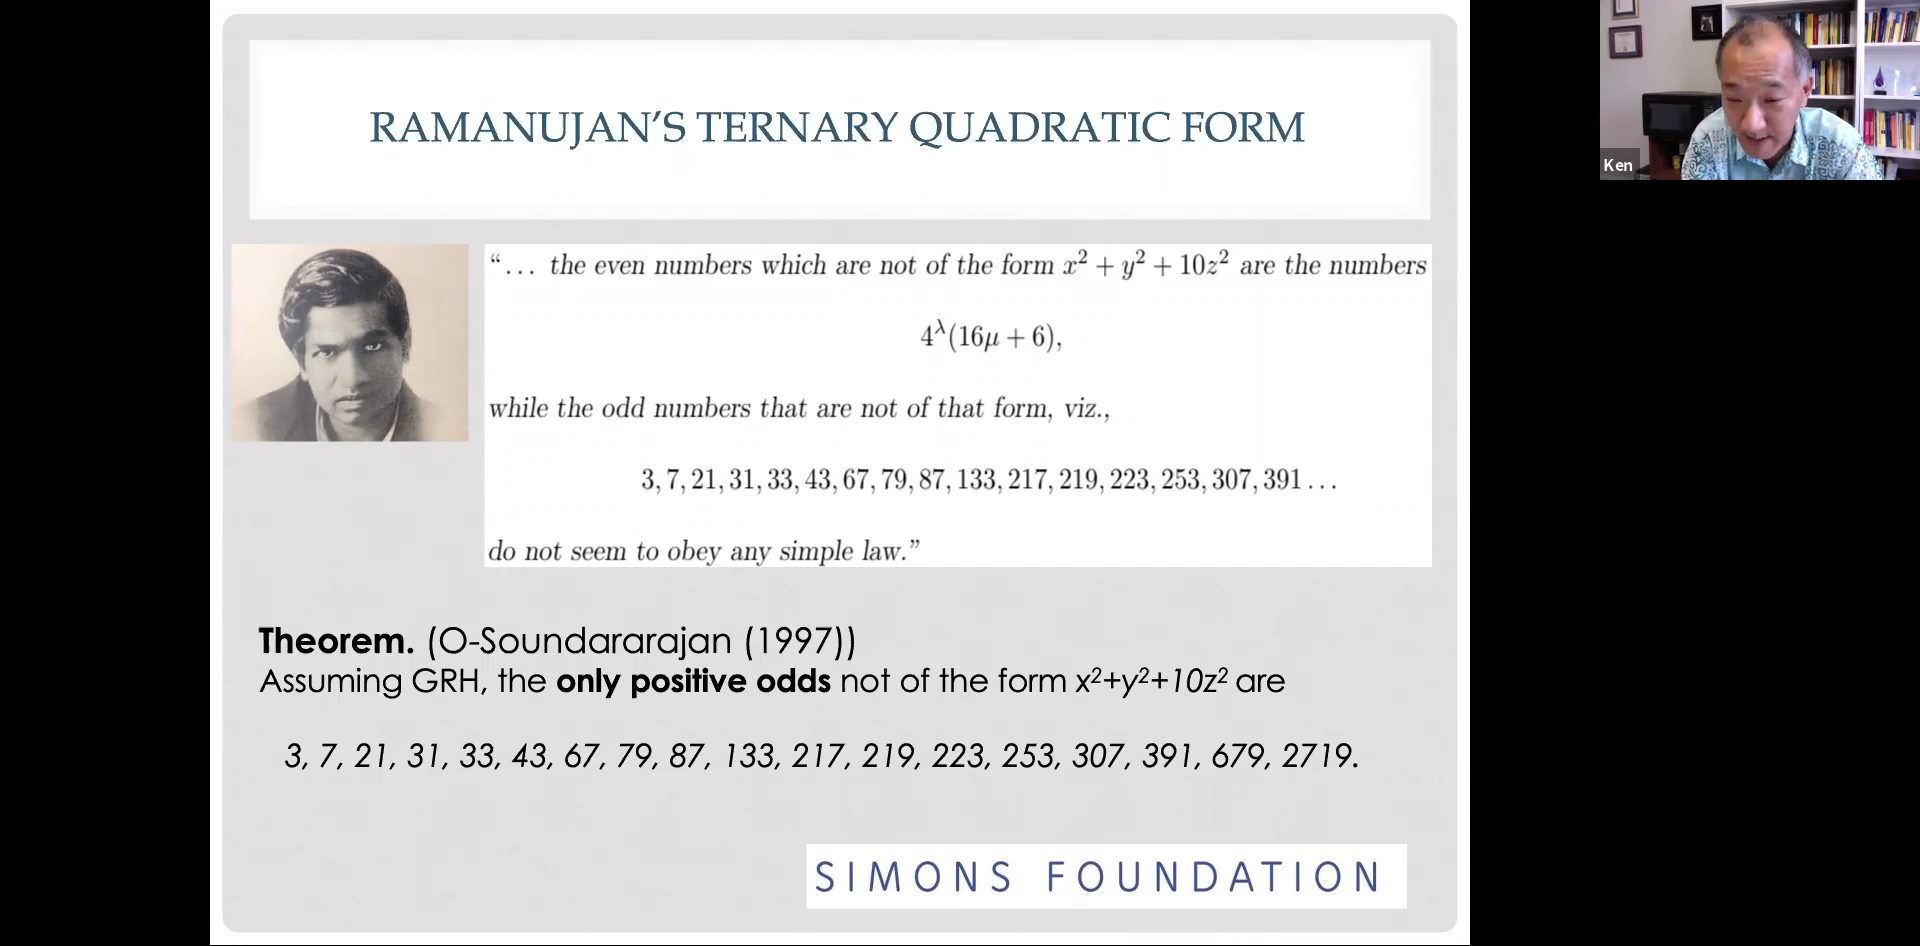 RAMANUJAN’S TERNARY QUADRATIC FORM
Ken
“… the even numbers which are not of the form x² + y² + 10z² are the numbers
4^λ(16μ + 6),
while the odd numbers that are not of that form, viz.,
3, 7, 21, 31, 33, 43, 67, 79, 87, 133, 217, 219, 223, 253, 307, 391 …
do not seem to obey any simple law.”
Theorem. (O-Soundararajan (1997))
Assuming GRH, the only positive odds not of the form x²+y²+10z² are
3, 7, 21, 31, 33, 43, 67, 79, 87, 133, 217, 219, 223, 253, 307, 391, 679, 2719.
SIMONS FOUNDATION